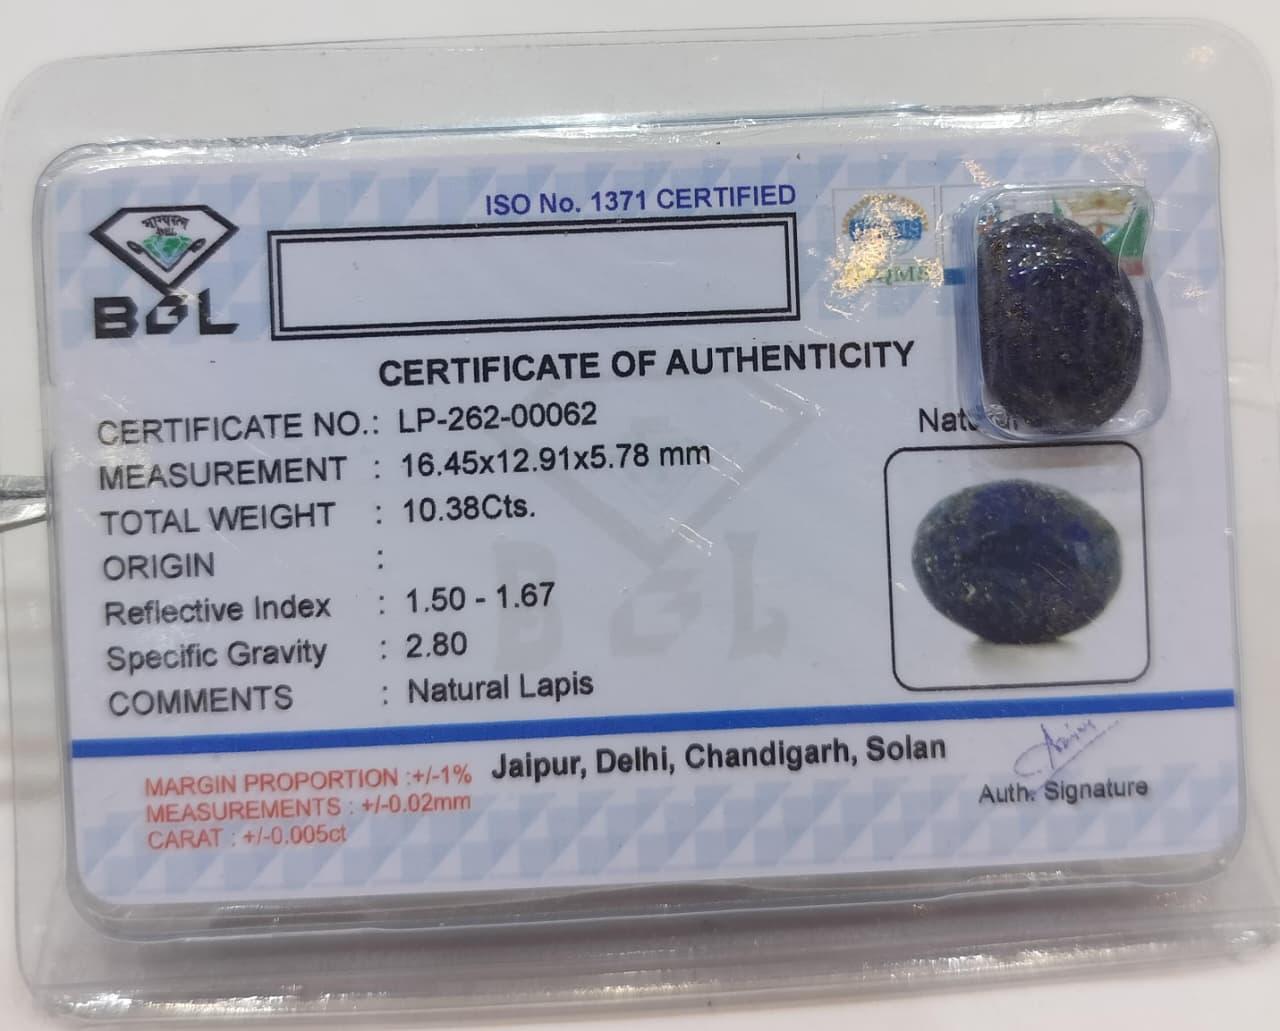 ISO No. 1371 CERTIFIED
भाग्यरत्न
BGL
CERTIFICATE OF AUTHENTICITY
CERTIFICATE NO.: LP-262-00062
MEASUREMENT : 16.45x12.91x5.78 mm
TOTAL WEIGHT : 10.38Cts.
ORIGIN :
Reflective Index : 1.50 - 1.67
Specific Gravity : 2.80
COMMENTS : Natural Lapis
BGL
Jaipur, Delhi, Chandigarh, Solan
MARGIN PROPORTION :+/-1%
MEASUREMENTS : +/-0.02mm
CARAT : +/-0.005ct
Auth. Signature